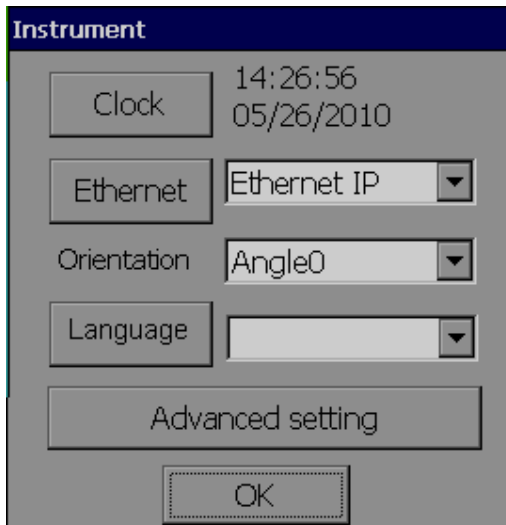 Instrument
Clock
14:26:56
05/26/2010
Ethernet
Ethernet IP
Orientation
Angle0
Language
Advanced setting
OK